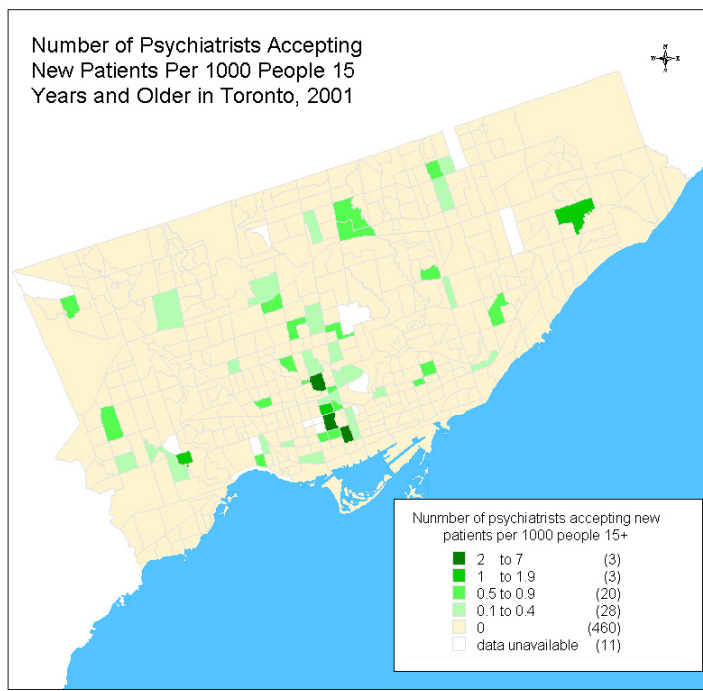 Number of Psychiatrists Accepting
New Patients Per 1000 People 15
Years and Older in Toronto, 2001
N
W E
S
Nunmber of psychiatrists accepting new
patients per 1000 people 15+
2 to 7 (3)
1 to 1.9 (3)
0.5 to 0.9 (20)
0.1 to 0.4 (28)
0 (460)
data unavailable (11)